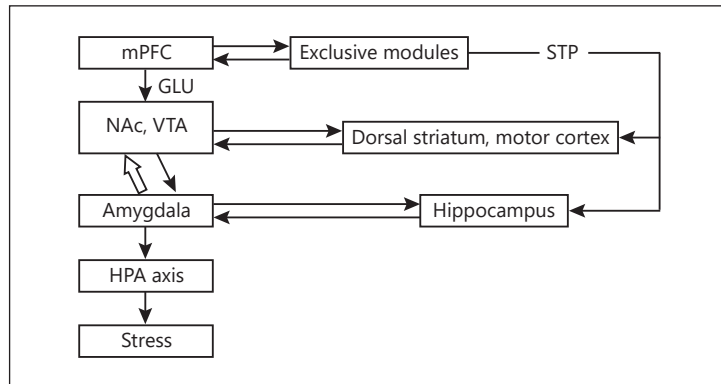 mPFC
Exclusive modules
STP
GLU
NAc, VTA
Dorsal striatum, motor cortex
Amygdala
Hippocampus
HPA axis
Stress